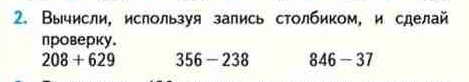 2. Вычисли, используя запись столбиком, и сделай
проверку.
208 + 629 356 − 238 846 − 37